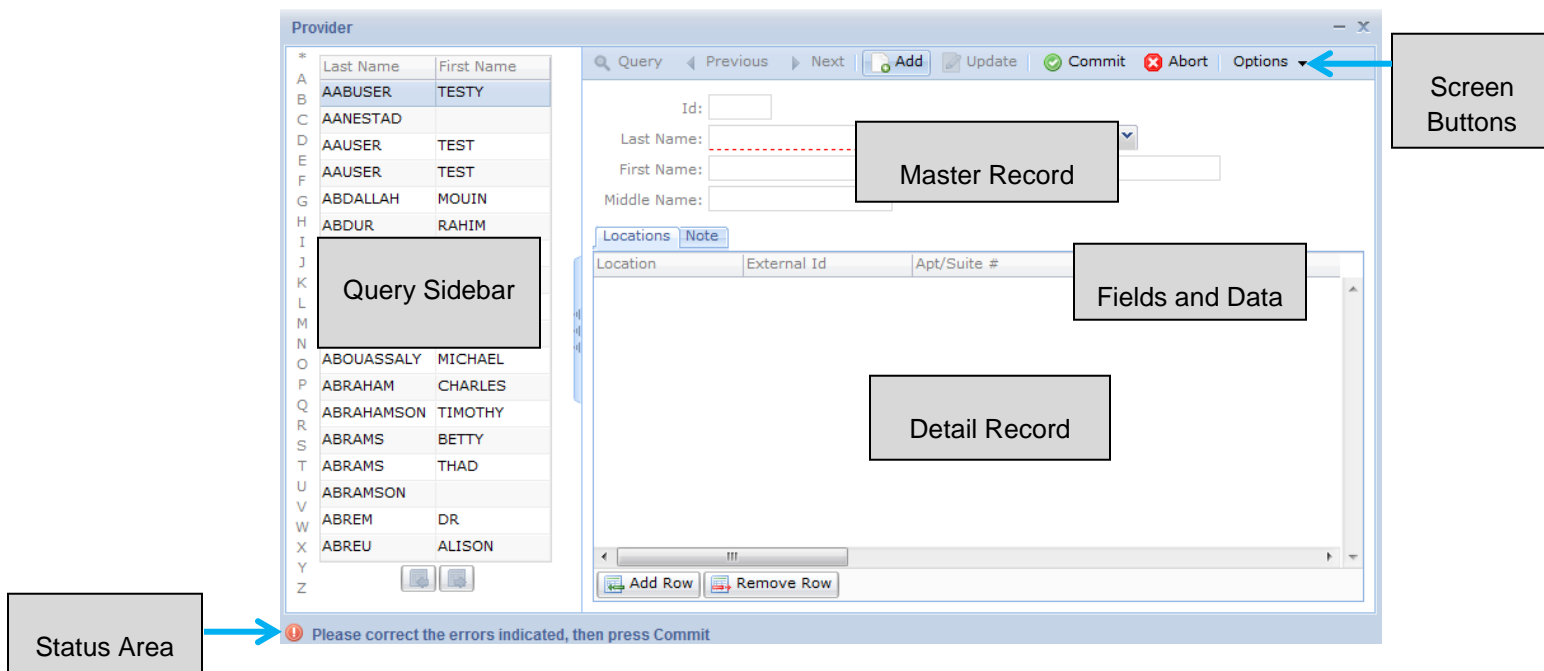 Provider
Query Previous Next Add Update Commit Abort Options
Screen
Buttons
*
A
B
C
D
E
F
G
H
I
J
K
L
M
N
O
P
Q
R
S
T
U
V
W
X
Y
Z
Last Name First Name
AABUSER TESTY
AANESTAD
AAUSER TEST
AAUSER TEST
ABDALLAH MOUIN
ABDUR RAHIM
Query Sidebar
ABOUASSALY MICHAEL
ABRAHAM CHARLES
ABRAHAMSON TIMOTHY
ABRAMS BETTY
ABRAMS THAD
ABRAMSON
ABREM DR
ABREU ALISON
Id:
Last Name:
First Name:
Middle Name:
Master Record
Locations Note
Location External Id Apt/Suite #
Fields and Data
Detail Record
Add Row Remove Row
Status Area
Please correct the errors indicated, then press Commit